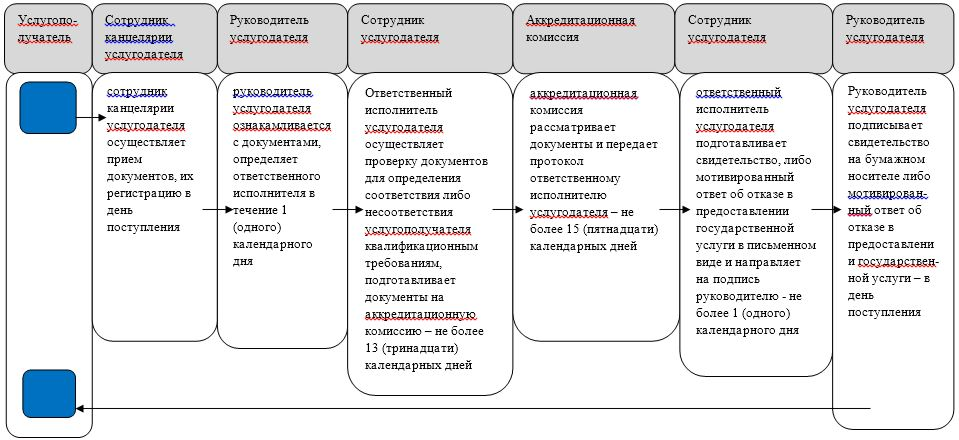 Услугопо-
лучатель
Сотрудник
канцелярии
услугодателя
Руководитель
услугодателя
Сотрудник
услугодателя
Аккредитационная
комиссия
Сотрудник
услугодателя
Руководитель
услугодателя
сотрудник
канцелярии
услугодателя
осуществляет
прием
документов, их
регистрацию в
день
поступления
руководитель
услугодателя
ознакамливается
с документами,
определяет
ответственного
исполнителя в
течение 1
(одного)
календарного
дня
Ответственный
исполнитель
услугодателя
осуществляет
проверку документов
для определения
соответствия либо
несоответствия
услугополучателя
квалификационным
требованиям,
подготавливает
документы на
аккредитационную
комиссию – не более
13 (тринадцати)
календарных дней
аккредитационная
комиссия
рассматривает
документы и передает
протокол
ответственному
исполнителю
услугодателя – не
более 15 (пятнадцати)
календарных дней
ответственный
исполнитель
услугодателя
подготавливает
свидетельство, либо
мотивированный
ответ об отказе в
предоставлении
государственной
услуги в письменном
виде и направляет
на подпись
руководителю - не
более 1 (одного)
календарного дня
Руководитель
услугодателя
подписывает
свидетельство
на бумажном
носителе либо
мотивирован-
ный ответ об
отказе в
предоставлени
и государствен-
ной услуги – в
день
поступления